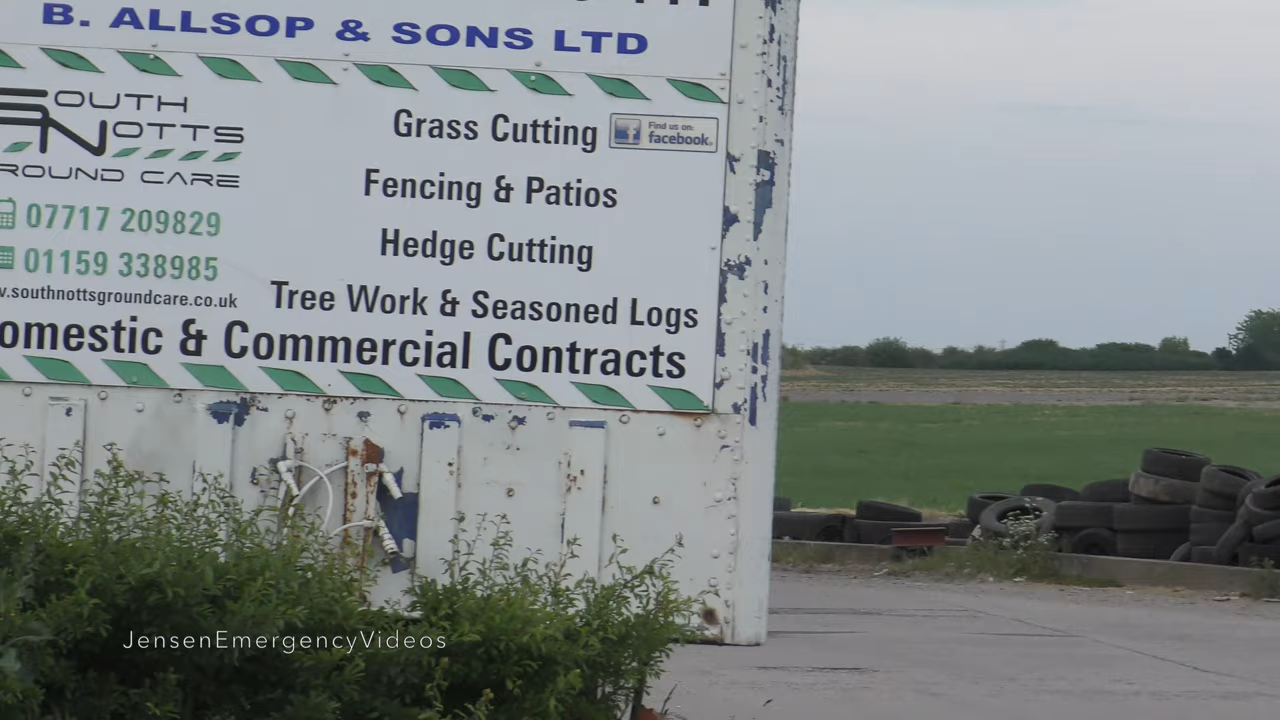 B. ALLSOP & SONS LTD
SOUTH
NOTTS
ROUND CARE
Grass Cutting
Find us on:
facebook
Fencing & Patios
07717 209829
Hedge Cutting
01159 338985
Tree Work & Seasoned Logs
w.southnottsgroundcare.co.uk
omestic & Commercial Contracts
JensenEmergencyVideos